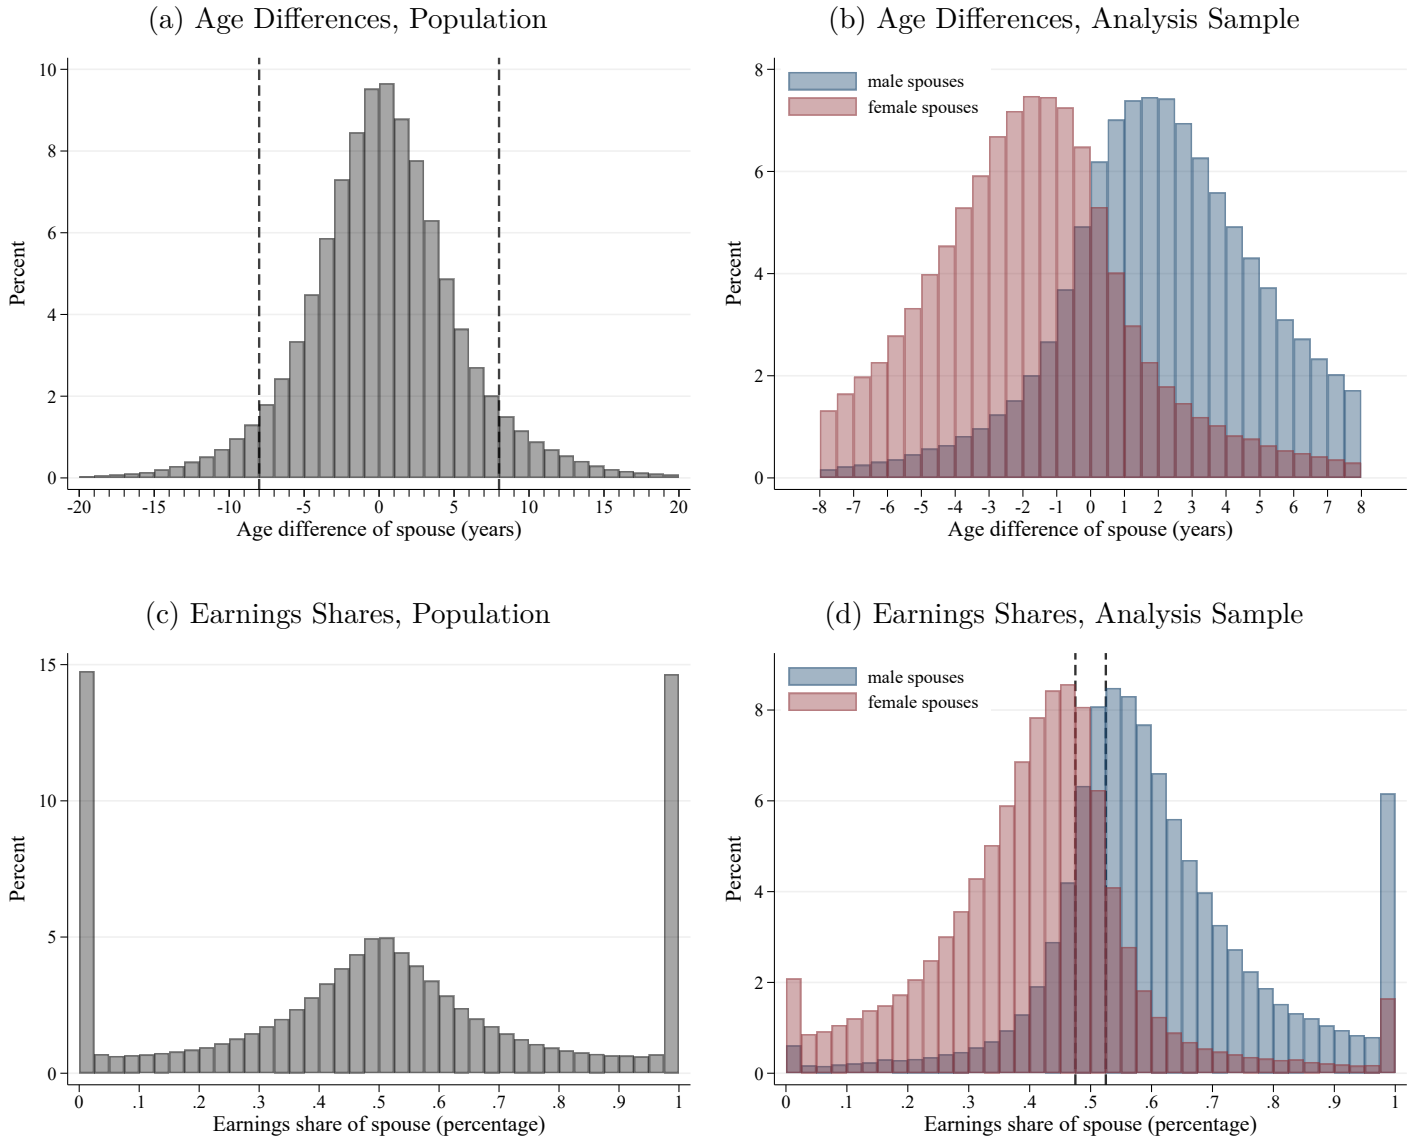 (a) Age Differences, Population
10
8
6
4
2
0
Percent
-20 -15 -10 -5 0 5 10 15 20
Age difference of spouse (years)
(b) Age Differences, Analysis Sample
male spouses
female spouses
8
6
4
2
0
Percent
-8 -7 -6 -5 -4 -3 -2 -1 0 1 2 3 4 5 6 7 8
Age difference of spouse (years)
(c) Earnings Shares, Population
15
10
5
0
Percent
0 .1 .2 .3 .4 .5 .6 .7 .8 .9 1
Earnings share of spouse (percentage)
(d) Earnings Shares, Analysis Sample
male spouses
female spouses
8
6
4
2
0
Percent
0 .1 .2 .3 .4 .5 .6 .7 .8 .9 1
Earnings share of spouse (percentage)